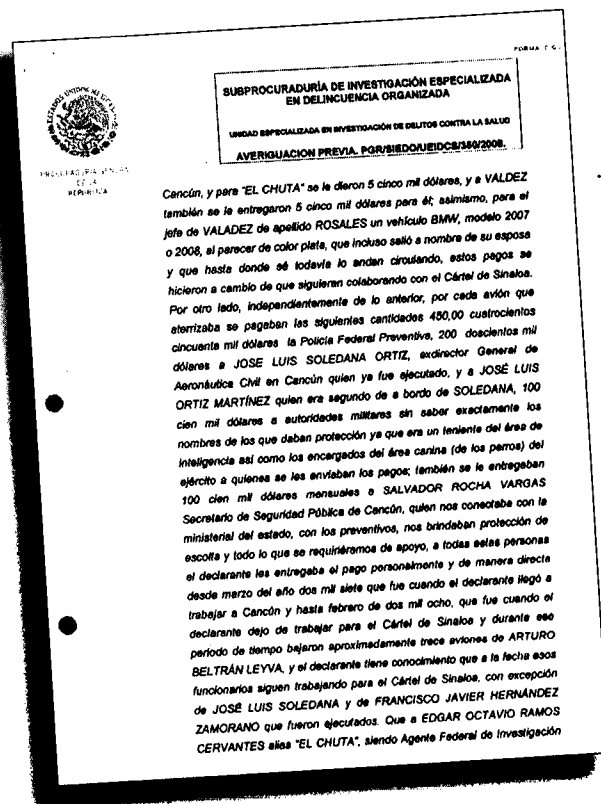 FORMA C.G.
SUBPROCURADURÍA DE INVESTIGACIÓN ESPECIALIZADA
EN DELINCUENCIA ORGANIZADA
UNIDAD ESPECIALIZADA EN INVESTIGACIÓN DE DELITOS CONTRA LA SALUD
AVERIGUACION PREVIA. PGR/SIEDO/UEIDCS/350/2008.
ESTADOS UNIDOS MEXICANOS
PROCURADURIA GENERAL
DE LA
REPUBLICA
Cancún, y para "EL CHUTA" se le dieron 5 cinco mil dólares, y a VALDEZ
también se le entregaron 5 cinco mil dólares para él; asimismo, para el
jefe de VALADEZ de apellido ROSALES un vehículo BMW, modelo 2007
o 2008, al parecer de color plata, que incluso salió a nombre de su esposa
y que hasta donde sé todavía lo andan circulando, estos pagos se
hicieron a cambio de que siguieran colaborando con el Cártel de Sinaloa.
Por otro lado, independientemente de lo anterior, por cada avión que
aterrizaba se pagaban las siguientes cantidades 450,00 cuatrocientos
cincuenta mil dólares la Policía Federal Preventiva, 200 doscientos mil
dólares a JOSE LUIS SOLEDANA ORTIZ, exdirector General de
Aeronáutica Civil en Cancún quien ya fue ejecutado, y a JOSÉ LUIS
ORTIZ MARTÍNEZ quien era segundo de a bordo de SOLEDANA, 100
cien mil dólares a autoridades militares sin saber exactamente los
nombres de los que daban protección ya que era un teniente del área de
inteligencia así como los encargados del área canina (de los perros) del
ejército a quienes se les enviaban los pagos; también se le entregaban
100 cien mil dólares mensuales a SALVADOR ROCHA VARGAS
Secretario de Seguridad Pública de Cancún, quien nos conectaba con la
ministerial del estado, con los preventivos, nos brindaban protección de
escolta y todo lo que se requiriéramos de apoyo, a todas estas personas
el declarante les entregaba el pago personalmente y de manera directa
desde marzo del año dos mil siete que fue cuando el declarante llegó a
trabajar a Cancún y hasta febrero de dos mil ocho, que fue cuando el
declarante dejo de trabajar para el Cártel de Sinaloa y durante ese
período de tiempo bajaron aproximadamente trece aviones de ARTURO
BELTRÁN LEYVA, y el declarante tiene conocimiento que a la fecha esos
funcionarios siguen trabajando para el Cártel de Sinaloa, con excepción
de JOSÉ LUIS SOLEDANA y de FRANCISCO JAVIER HERNÁNDEZ
ZAMORANO que fueron ejecutados. Que a EDGAR OCTAVIO RAMOS
CERVANTES alias "EL CHUTA", siendo Agente Federal de Investigación